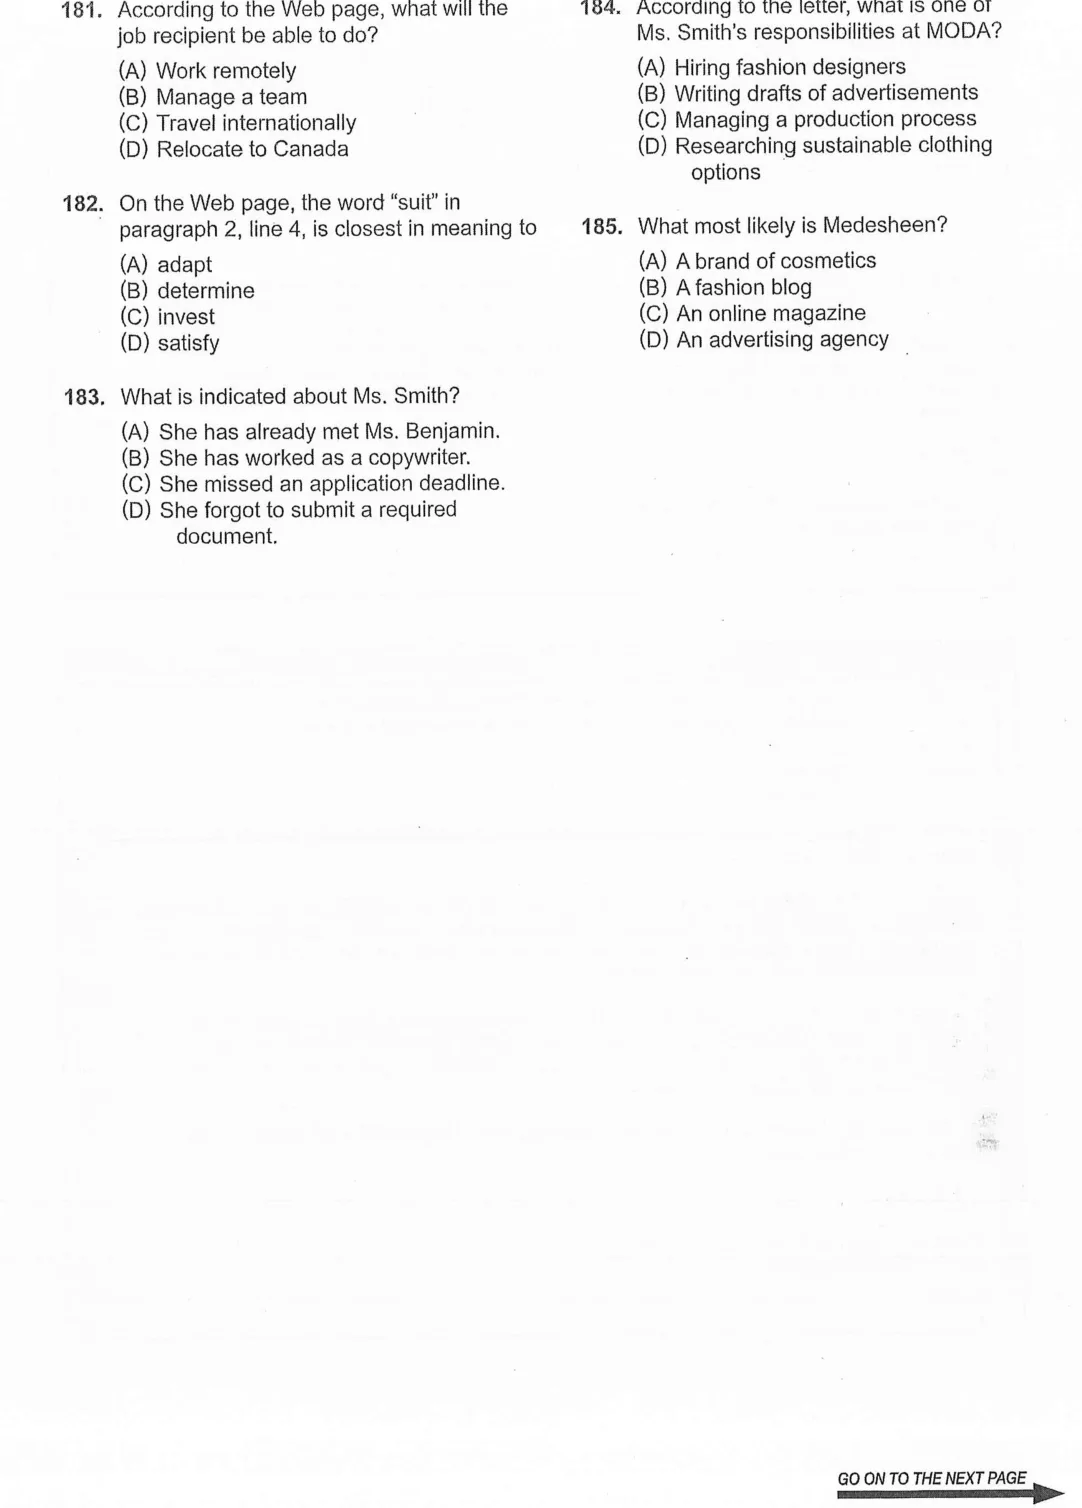 181. According to the Web page, what will the
job recipient be able to do?
(A) Work remotely
(B) Manage a team
(C) Travel internationally
(D) Relocate to Canada
182. On the Web page, the word “suit” in
paragraph 2, line 4, is closest in meaning to
(A) adapt
(B) determine
(C) invest
(D) satisfy
183. What is indicated about Ms. Smith?
(A) She has already met Ms. Benjamin.
(B) She has worked as a copywriter.
(C) She missed an application deadline.
(D) She forgot to submit a required
document.
184. According to the letter, what is one of
Ms. Smith's responsibilities at MODA?
(A) Hiring fashion designers
(B) Writing drafts of advertisements
(C) Managing a production process
(D) Researching sustainable clothing
options
185. What most likely is Medesheen?
(A) A brand of cosmetics
(B) A fashion blog
(C) An online magazine
(D) An advertising agency
GO ON TO THE NEXT PAGE